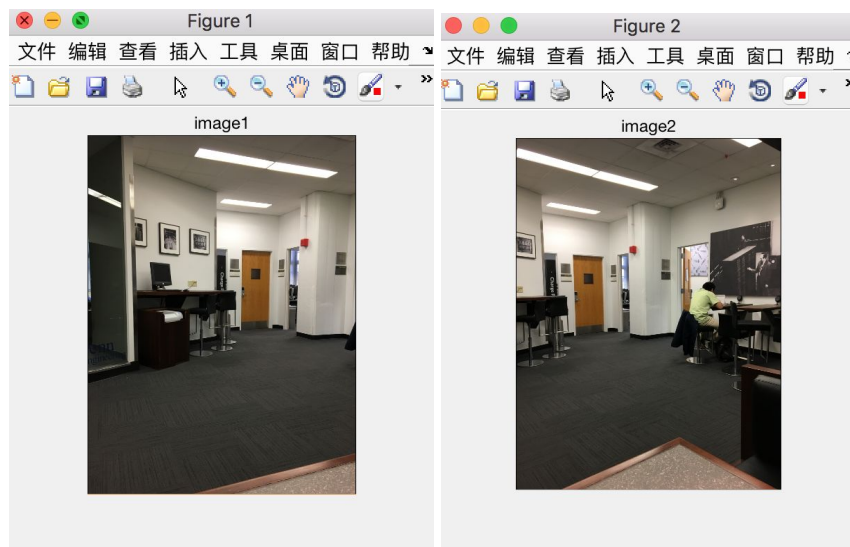 Figure 1
文件 编辑 查看 插入 工具 桌面 窗口 帮助
image1
Figure 2
文件 编辑 查看 插入 工具 桌面 窗口 帮助
image2